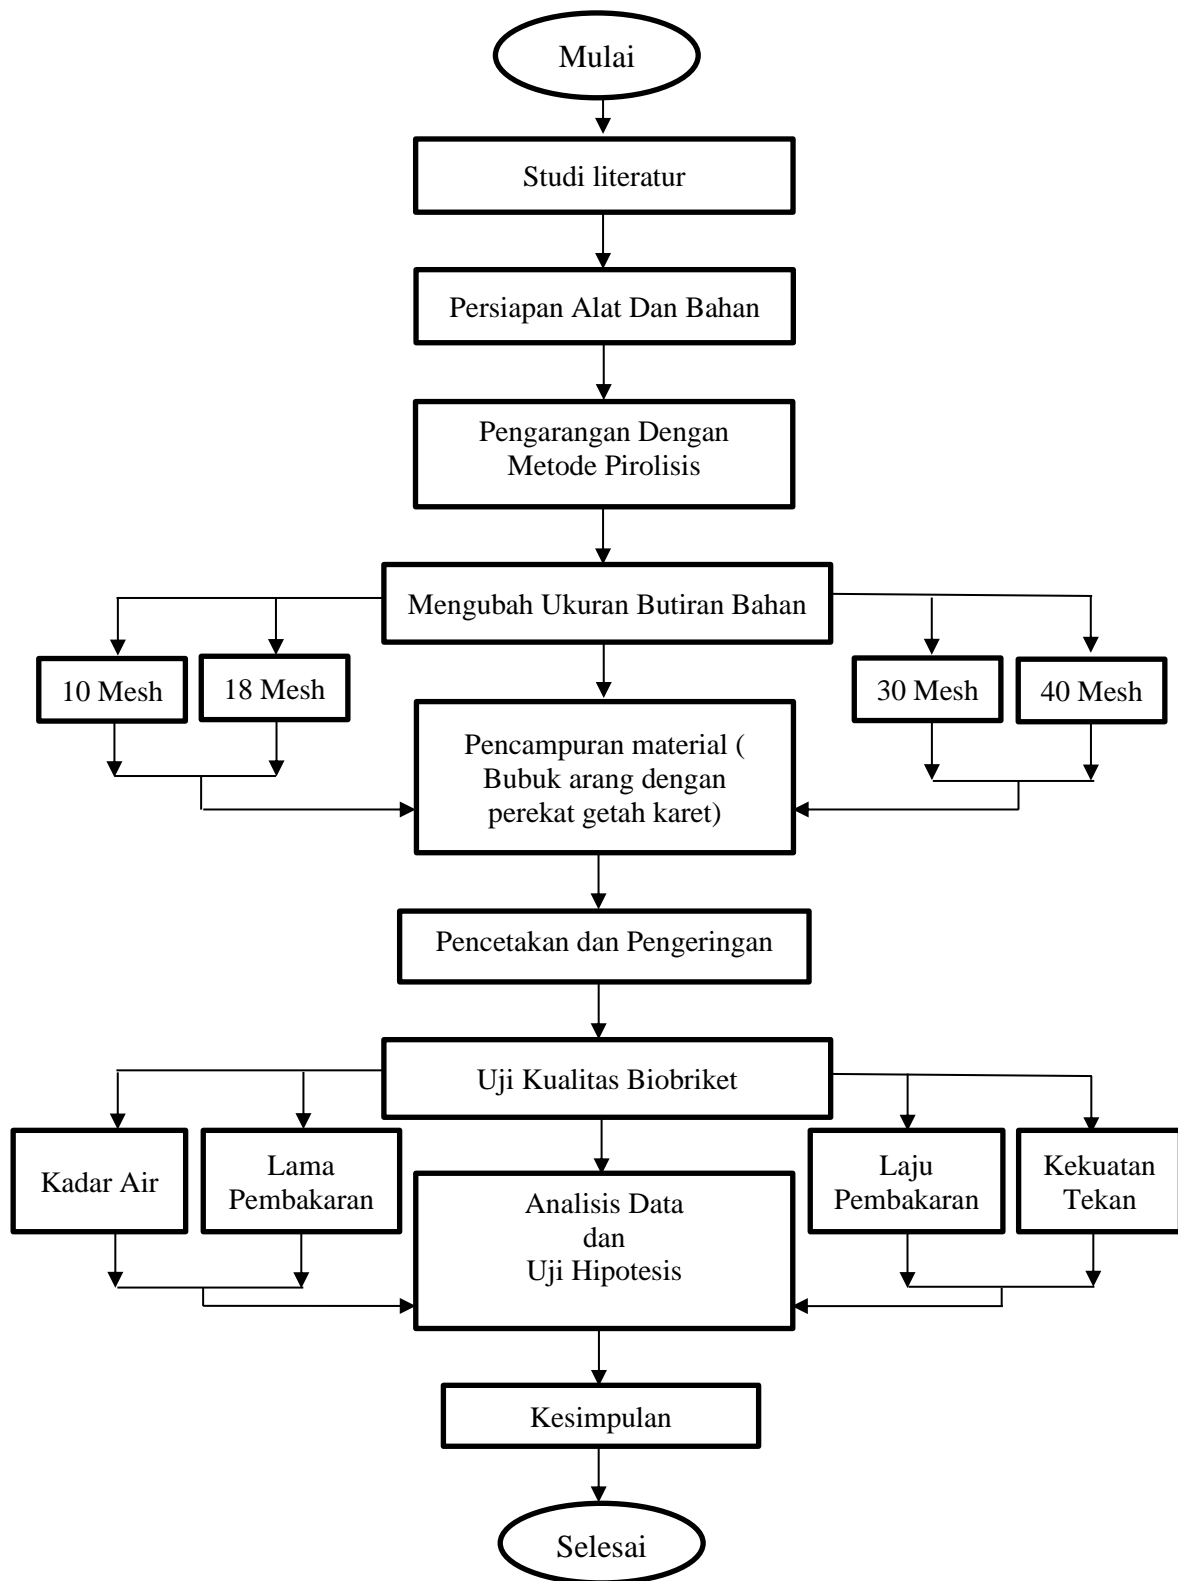 Mulai
Studi literatur
Persiapan Alat Dan Bahan
Pengarangan Dengan
Metode Pirolisis
Mengubah Ukuran Butiran Bahan
10 Mesh
18 Mesh
30 Mesh
40 Mesh
Pencampuran material (
Bubuk arang dengan
perekat getah karet)
Pencetakan dan Pengeringan
Uji Kualitas Biobriket
Kadar Air
Lama
Pembakaran
Laju
Pembakaran
Kekuatan
Tekan
Analisis Data
dan
Uji Hipotesis
Kesimpulan
Selesai